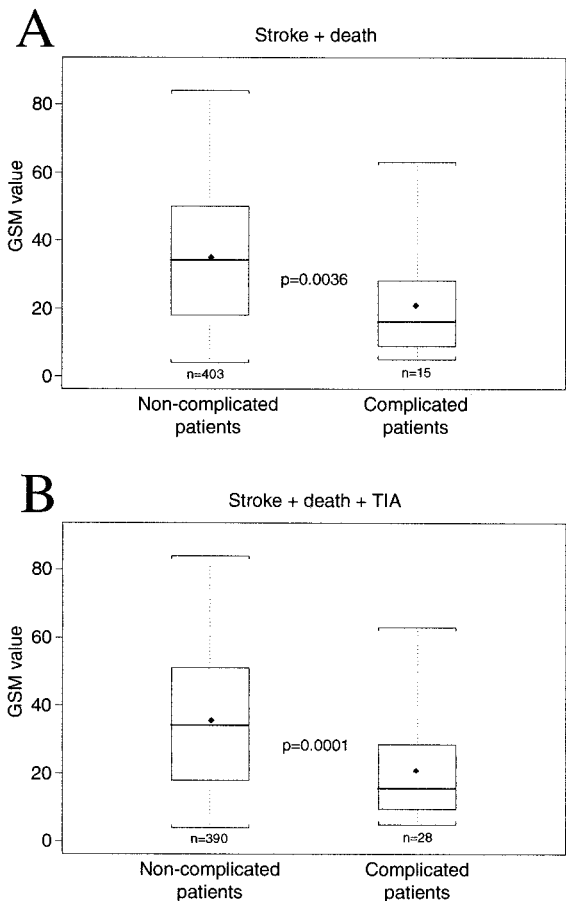 A
Stroke + death
GSM value
80
60
40
20
0
p=0.0036
n=403
n=15
Non-complicated
patients
Complicated
patients
B
Stroke + death + TIA
GSM value
80
60
40
20
0
p=0.0001
n=390
n=28
Non-complicated
patients
Complicated
patients